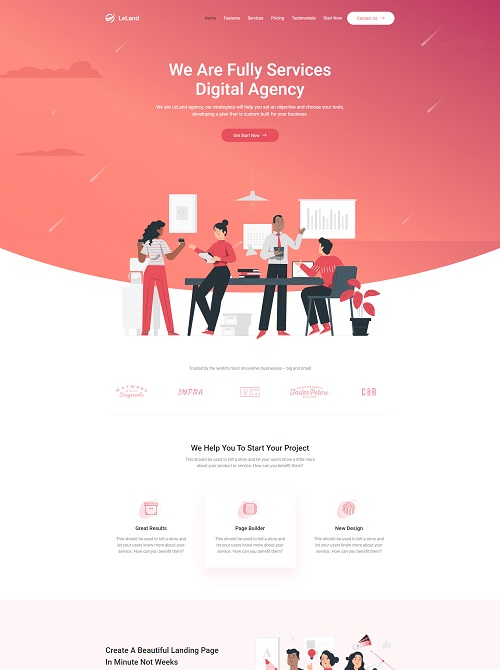 LeLand
Home Features Services Pricing Testimonials Start Now Contact Us
We Are Fully Services
Digital Agency
We are LeLand agency, our strategists will help you set an objective and choose your tools,
developing a plan that is custom built for your business.
Get Start Now
Trusted by the world's most innovative businesses – big and small
INFRA
We Help You To Start Your Project
This should be used to tell a story and let your users know a little more
about your product or service. How can you benefit them?
Great Results
This should be used to tell a story and
let your users know more about your
service. How can you benefit them?
Page Builder
This should be used to tell a story and
let your users know more about your
service. How can you benefit them?
New Design
This should be used to tell a story and
let your users know more about your
service. How can you benefit them?
Create A Beautiful Landing Page
In Minute Not Weeks